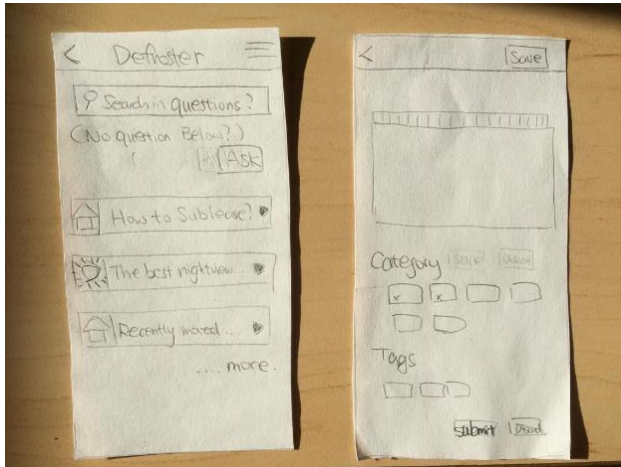 < Defroster
Search in questions?
(No question Below?)
Ask
How to Sublease?
The best nightview...
Recently moved ..
.... more.
< Save
Category
x x
Tags
submit